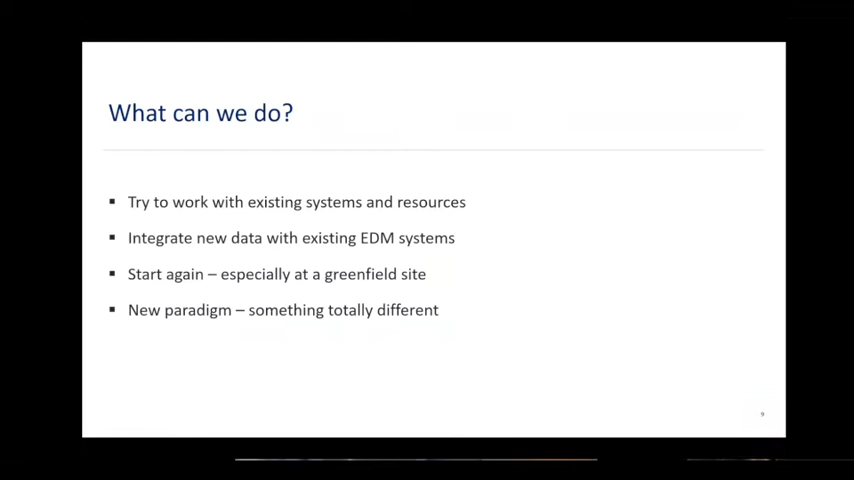 What can we do?
▪ Try to work with existing systems and resources
▪ Integrate new data with existing EDM systems
▪ Start again – especially at a greenfield site
▪ New paradigm – something totally different
9